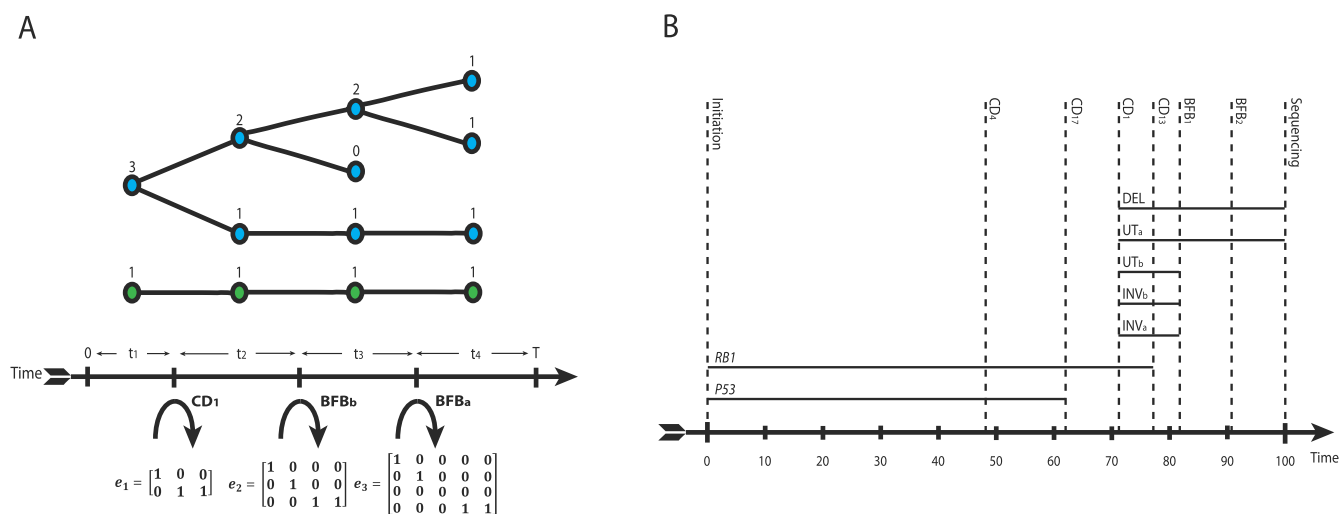 A
1
2
2
1
3
0
1
1
1
1
1
1
1
0 t1 t2 t3 t4 T
Time
CD1 BFBb BFBa
e1 = [1 0 0
0 1 1]
e2 = [1 0 0 0
0 1 0 0
0 0 1 1]
e3 = [1 0 0 0 0
0 1 0 0 0
0 0 0 0 0
0 0 0 1 1]
B
Initiation
CD4
CD17
CD1
CD13
BFB1
BFB2
Sequencing
DEL
UTa
UTb
INVb
INVa
RB1
P53
0 10 20 30 40 50 60 70 80 90 100
Time